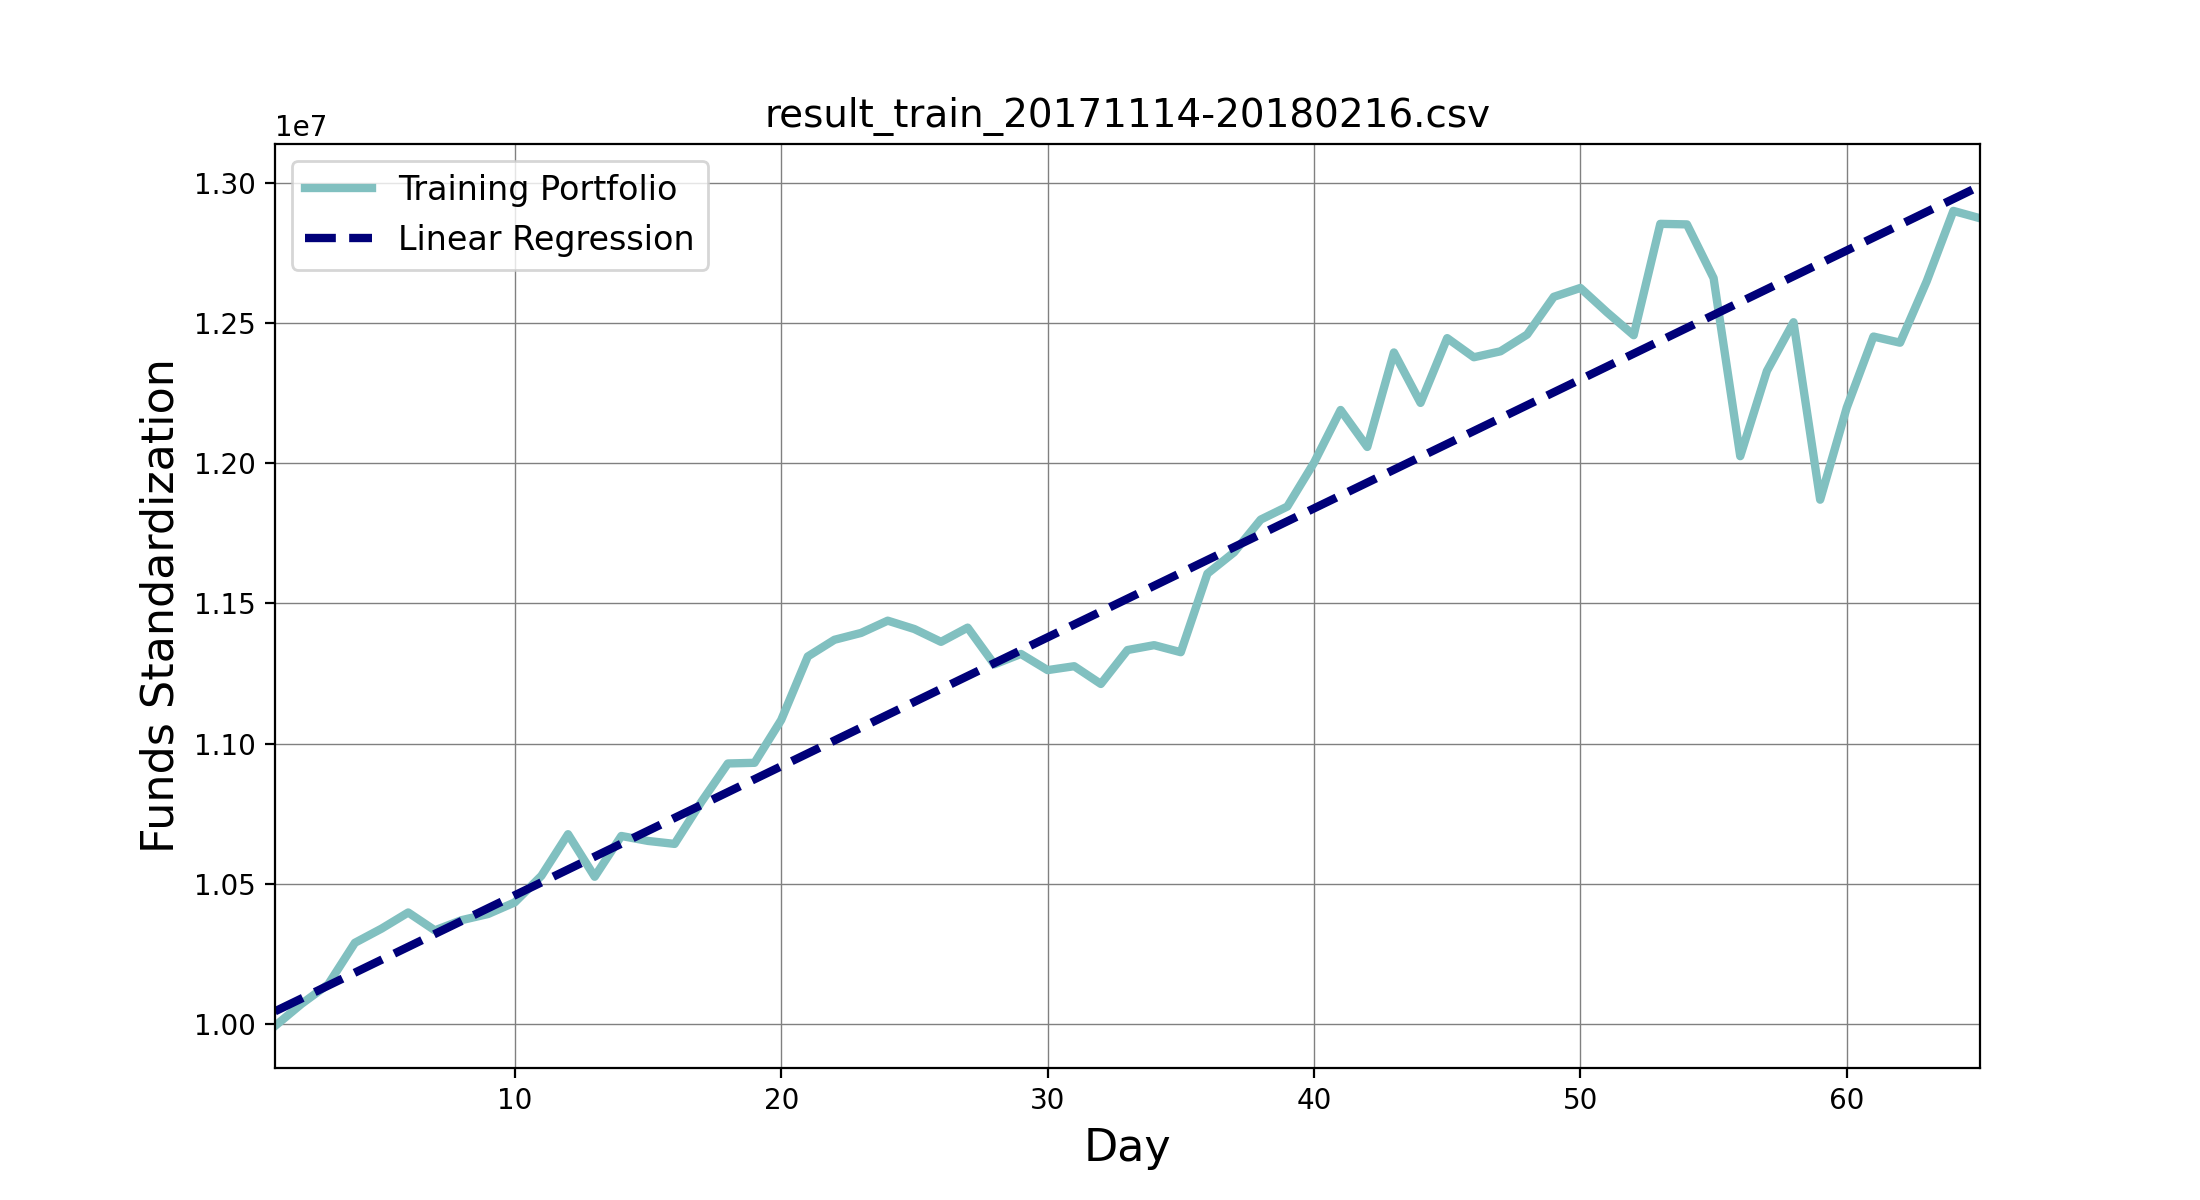 result_train_20171114-20180216.csv
1e7
Training Portfolio
Linear Regression
1.30
1.25
1.20
1.15
1.10
1.05
1.00
Funds Standardization
10 20 30 40 50 60
Day